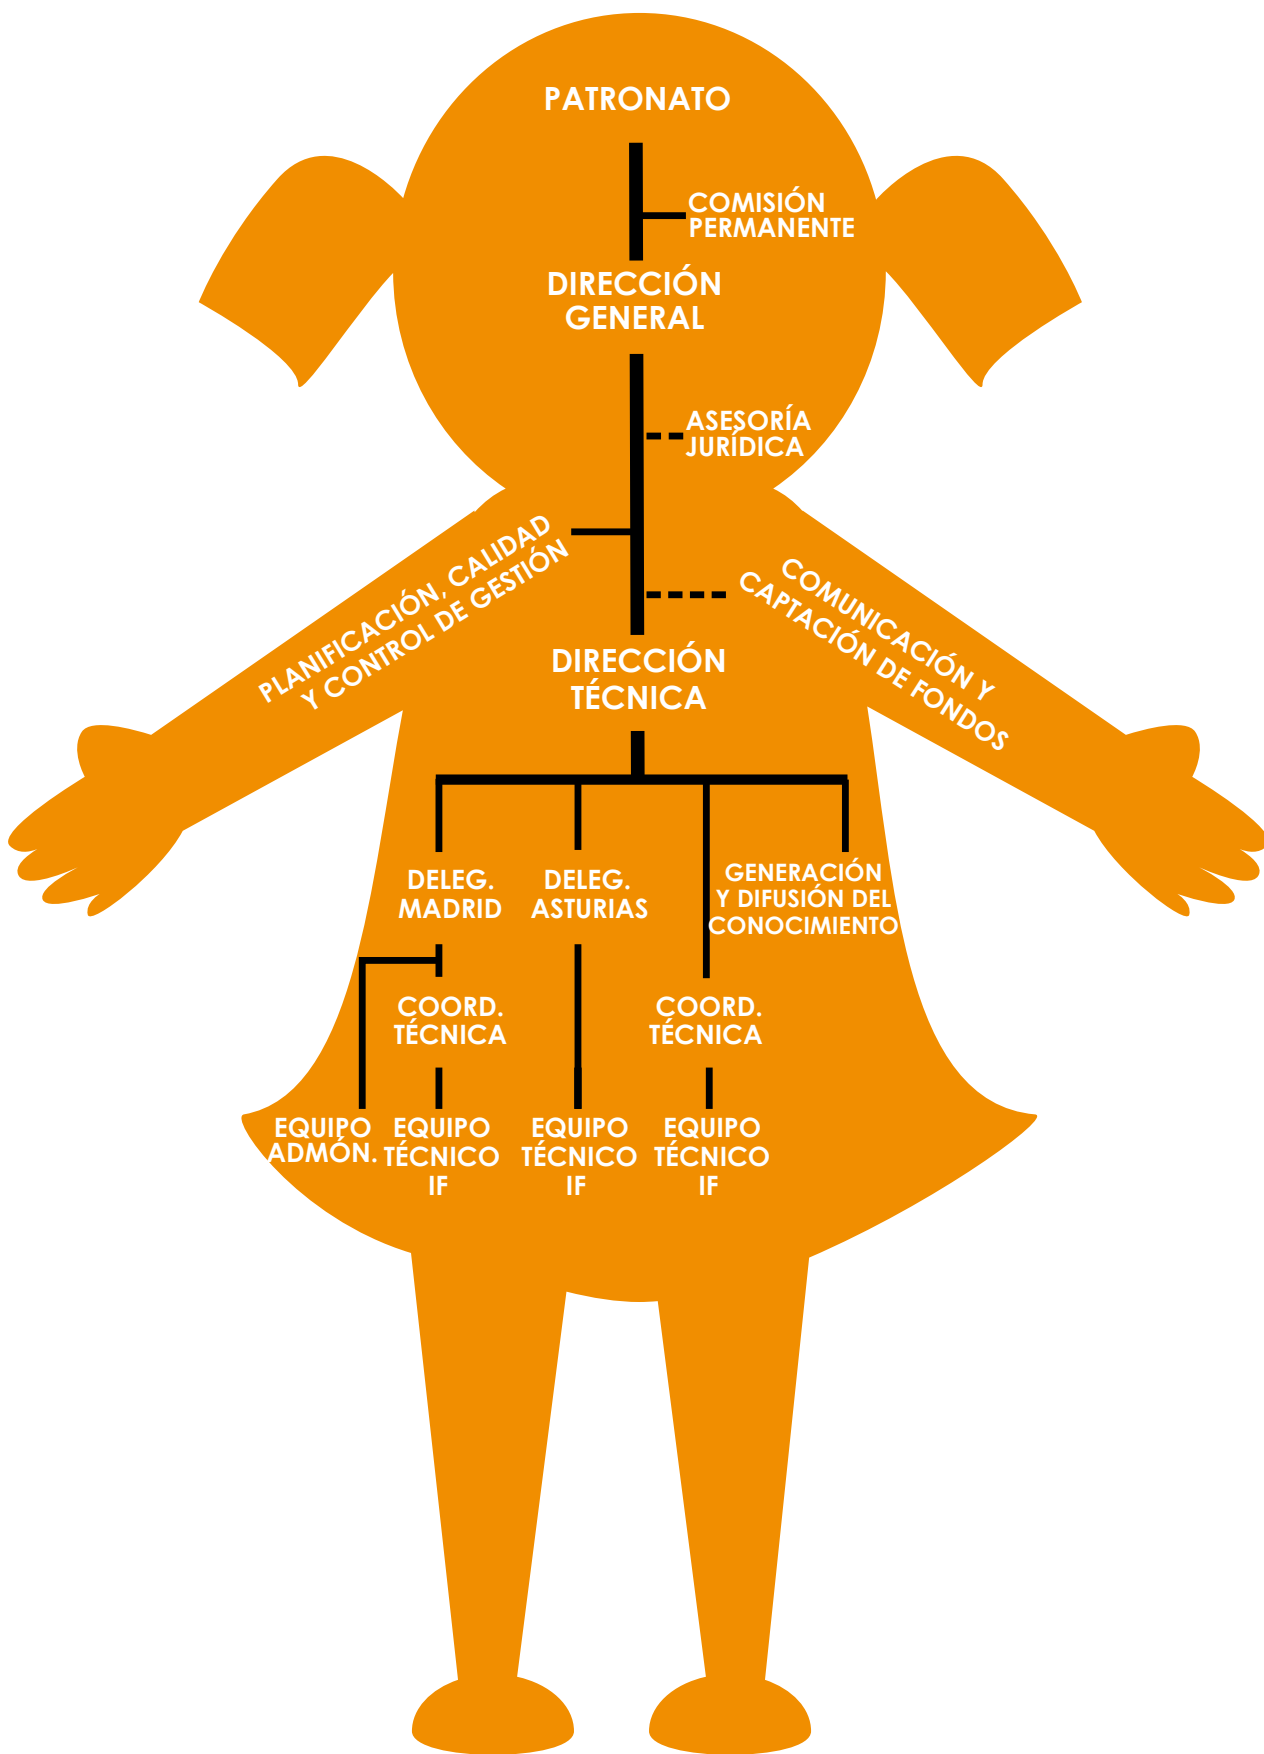 PATRONATO
COMISIÓN
PERMANENTE
DIRECCIÓN
GENERAL
ASESORÍA
JURÍDICA
PLANIFICACIÓN, CALIDAD
Y CONTROL DE GESTIÓN
COMUNICACIÓN Y
CAPTACIÓN DE FONDOS
DIRECCIÓN
TÉCNICA
DELEG.
MADRID
DELEG.
ASTURIAS
GENERACIÓN
Y DIFUSIÓN DEL
CONOCIMIENTO
COORD.
TÉCNICA
COORD.
TÉCNICA
EQUIPO
ADMÓN.
EQUIPO
TÉCNICO
IF
EQUIPO
TÉCNICO
IF
EQUIPO
TÉCNICO
IF